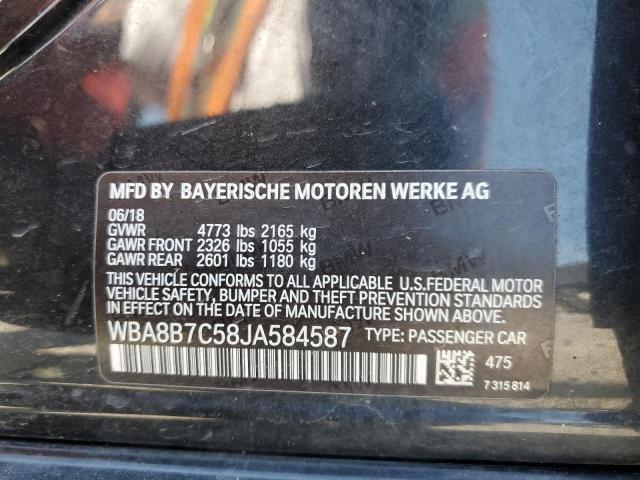 MFD BY BAYERISCHE MOTOREN WERKE AG
06/18
GVWR 4773 lbs 2165 kg
GAWR FRONT 2326 lbs 1055 kg
GAWR REAR 2601 lbs 1180 kg
THIS VEHICLE CONFORMS TO ALL APPLICABLE U.S.FEDERAL MOTOR
VEHICLE SAFETY, BUMPER AND THEFT PREVENTION STANDARDS
IN EFFECT ON THE DATE OF MANUFACTURE SHOWN ABOVE.
WBA8B7C58JA584587 TYPE: PASSENGER CAR
475
7315814